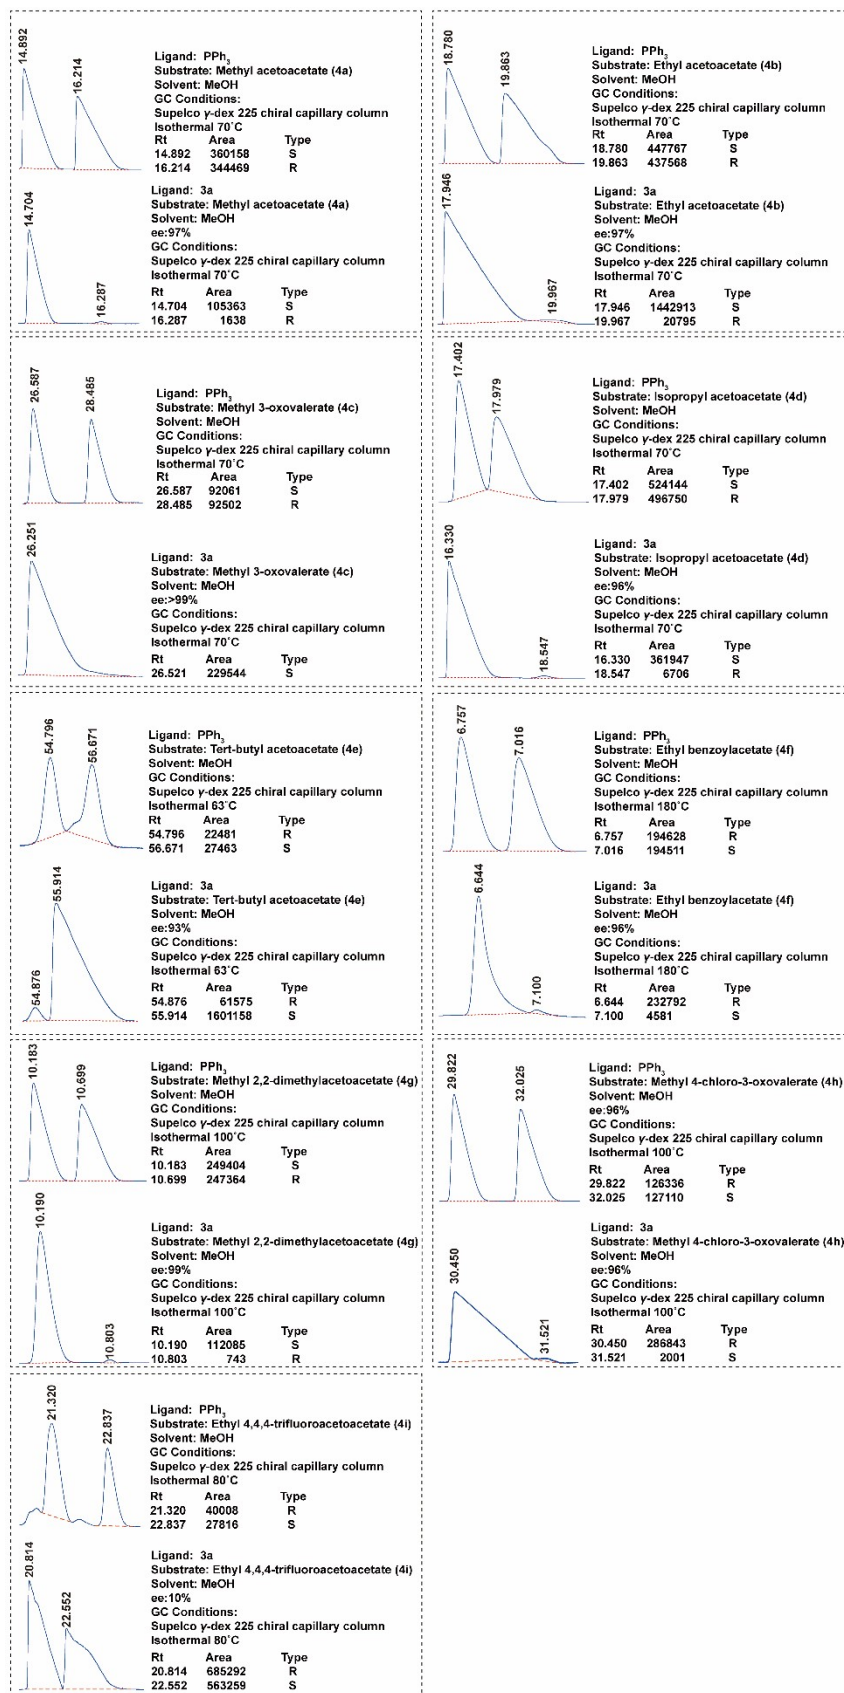 14.892
16.214
Ligand: PPh3
Substrate: Methyl acetoacetate (4a)
Solvent: MeOH
GC Conditions:
Supelco γ-dex 225 chiral capillary column
Isothermal 70°C
Rt Area Type
14.892 360158 S
16.214 344469 R
14.704
16.287
Ligand: 3a
Substrate: Methyl acetoacetate (4a)
Solvent: MeOH
ee:97%
GC Conditions:
Supelco γ-dex 225 chiral capillary column
Isothermal 70°C
Rt Area Type
14.704 105363 S
16.287 1638 R
18.780
19.863
Ligand: PPh3
Substrate: Ethyl acetoacetate (4b)
Solvent: MeOH
GC Conditions:
Supelco γ-dex 225 chiral capillary column
Isothermal 70°C
Rt Area Type
18.780 447767 S
19.863 437568 R
17.946
19.967
Ligand: 3a
Substrate: Ethyl acetoacetate (4b)
Solvent: MeOH
ee:97%
GC Conditions:
Supelco γ-dex 225 chiral capillary column
Isothermal 70°C
Rt Area Type
17.946 1442913 S
19.967 20795 R
26.587
28.485
Ligand: PPh3
Substrate: Methyl 3-oxovalerate (4c)
Solvent: MeOH
GC Conditions:
Supelco γ-dex 225 chiral capillary column
Isothermal 70°C
Rt Area Type
26.587 92061 S
28.485 92502 R
26.251
Ligand: 3a
Substrate: Methyl 3-oxovalerate (4c)
Solvent: MeOH
ee:>99%
GC Conditions:
Supelco γ-dex 225 chiral capillary column
Isothermal 70°C
Rt Area Type
26.521 229544 S
17.402
17.979
Ligand: PPh3
Substrate: Isopropyl acetoacetate (4d)
Solvent: MeOH
GC Conditions:
Supelco γ-dex 225 chiral capillary column
Isothermal 70°C
Rt Area Type
17.402 524144 S
17.979 496750 R
16.330
18.547
Ligand: 3a
Substrate: Isopropyl acetoacetate (4d)
Solvent: MeOH
ee:96%
GC Conditions:
Supelco γ-dex 225 chiral capillary column
Isothermal 70°C
Rt Area Type
16.330 361947 S
18.547 6706 R
54.796
56.671
Ligand: PPh3
Substrate: Tert-butyl acetoacetate (4e)
Solvent: MeOH
GC Conditions:
Supelco γ-dex 225 chiral capillary column
Isothermal 63°C
Rt Area Type
54.796 22481 R
56.671 27463 S
54.876
55.914
Ligand: 3a
Substrate: Tert-butyl acetoacetate (4e)
Solvent: MeOH
ee:93%
GC Conditions:
Supelco γ-dex 225 chiral capillary column
Isothermal 63°C
Rt Area Type
54.876 61575 R
55.914 1601158 S
6.757
7.016
Ligand: PPh3
Substrate: Ethyl benzoylacetate (4f)
Solvent: MeOH
GC Conditions:
Supelco γ-dex 225 chiral capillary column
Isothermal 180°C
Rt Area Type
6.757 194628 R
7.016 194511 S
6.644
7.100
Ligand: 3a
Substrate: Ethyl benzoylacetate (4f)
Solvent: MeOH
ee:96%
GC Conditions:
Supelco γ-dex 225 chiral capillary column
Isothermal 180°C
Rt Area Type
6.644 232792 R
7.100 4581 S
10.183
10.699
Ligand: PPh3
Substrate: Methyl 2,2-dimethylacetoacetate (4g)
Solvent: MeOH
GC Conditions:
Supelco γ-dex 225 chiral capillary column
Isothermal 100°C
Rt Area Type
10.183 249404 S
10.699 247364 R
10.190
10.803
Ligand: 3a
Substrate: Methyl 2,2-dimethylacetoacetate (4g)
Solvent: MeOH
ee:99%
GC Conditions:
Supelco γ-dex 225 chiral capillary column
Isothermal 100°C
Rt Area Type
10.190 112085 S
10.803 743 R
29.822
32.025
Ligand: PPh3
Substrate: Methyl 4-chloro-3-oxovalerate (4h)
Solvent: MeOH
ee:96%
GC Conditions:
Supelco γ-dex 225 chiral capillary column
Isothermal 100°C
Rt Area Type
29.822 126336 R
32.025 127110 S
30.450
31.521
Ligand: 3a
Substrate: Methyl 4-chloro-3-oxovalerate (4h)
Solvent: MeOH
ee:96%
GC Conditions:
Supelco γ-dex 225 chiral capillary column
Isothermal 100°C
Rt Area Type
30.450 286843 R
31.521 2001 S
21.320
22.837
Ligand: PPh3
Substrate: Ethyl 4,4,4-trifluoroacetoacetate (4i)
Solvent: MeOH
GC Conditions:
Supelco γ-dex 225 chiral capillary column
Isothermal 80°C
Rt Area Type
21.320 40008 R
22.837 27816 S
20.814
22.552
Ligand: 3a
Substrate: Ethyl 4,4,4-trifluoroacetoacetate (4i)
Solvent: MeOH
ee:10%
GC Conditions:
Supelco γ-dex 225 chiral capillary column
Isothermal 80°C
Rt Area Type
20.814 685292 R
22.552 563259 S